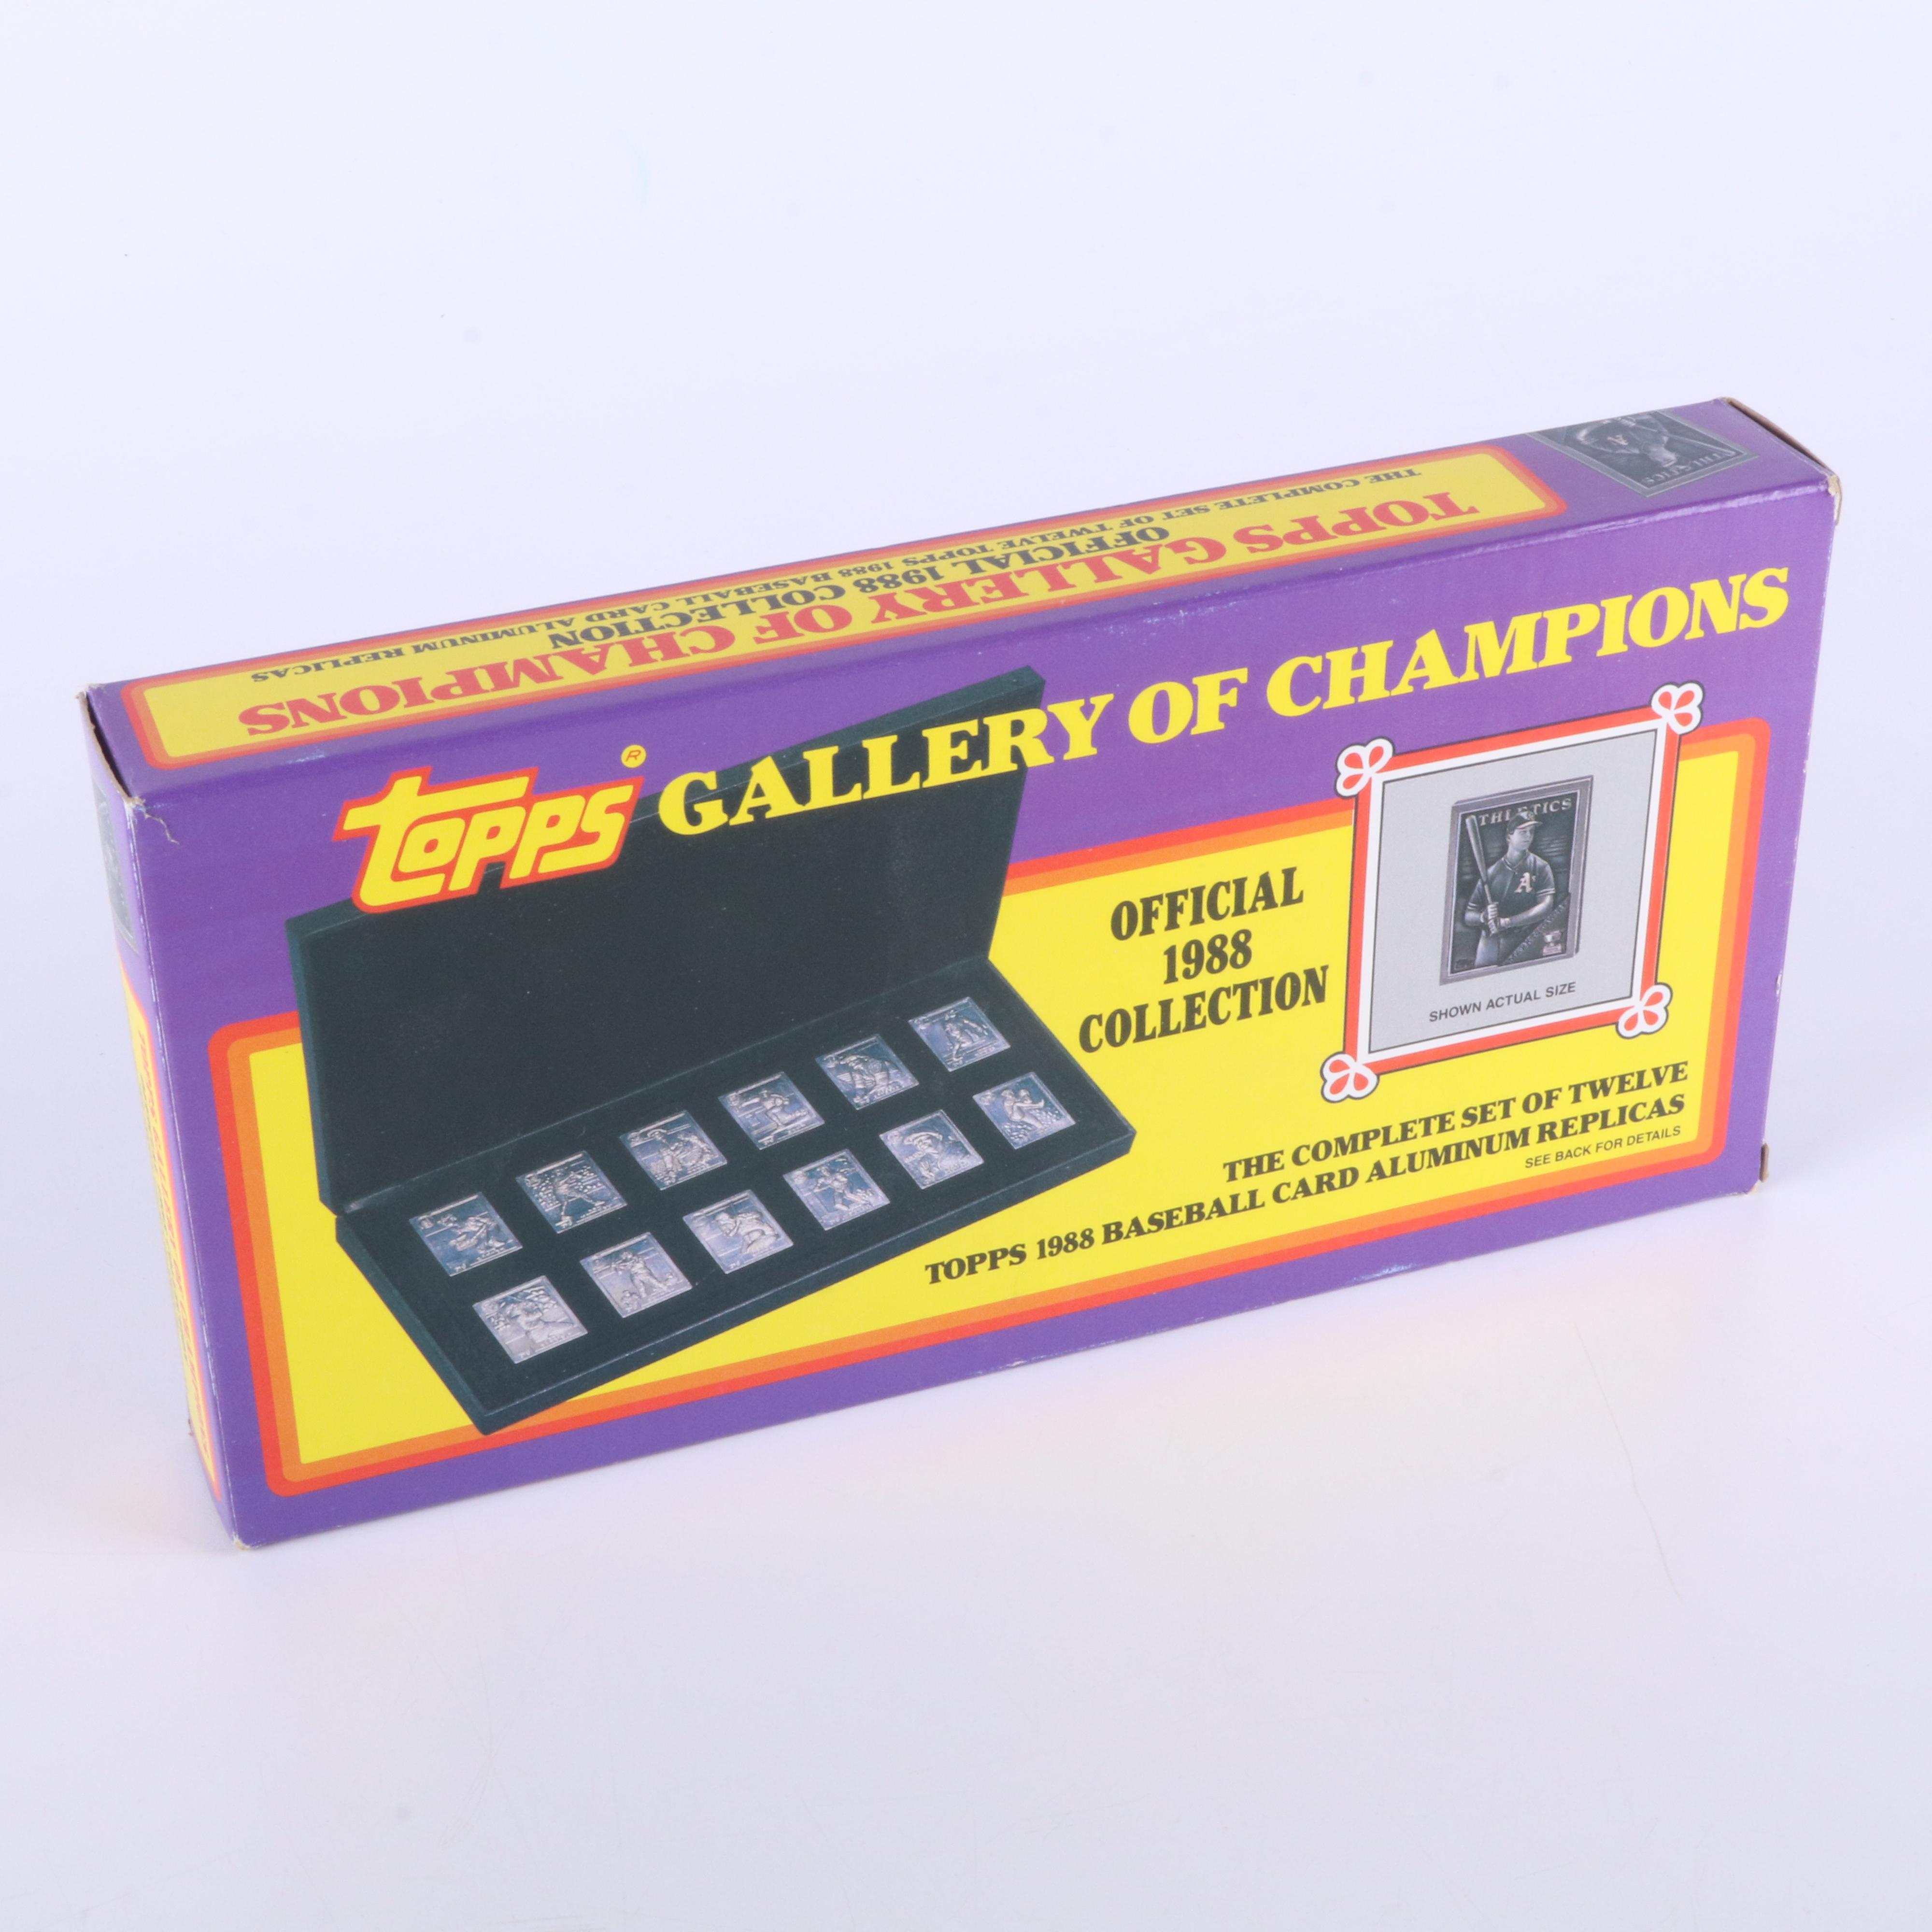 TOPPS GALLERY OF CHAMPIONS
OFFICIAL 1988 COLLECTION
THE COMPLETE SET OF TWELVE TOPPS 1988 BASEBALL CARD ALUMINUM REPLICAS
ATHLETICS
TOPPS® GALLERY OF CHAMPIONS
OFFICIAL
1988
COLLECTION
ATHLETICS
A
SHOWN ACTUAL SIZE
THE COMPLETE SET OF TWELVE
TOPPS 1988 BASEBALL CARD ALUMINUM REPLICAS
SEE BACK FOR DETAILS